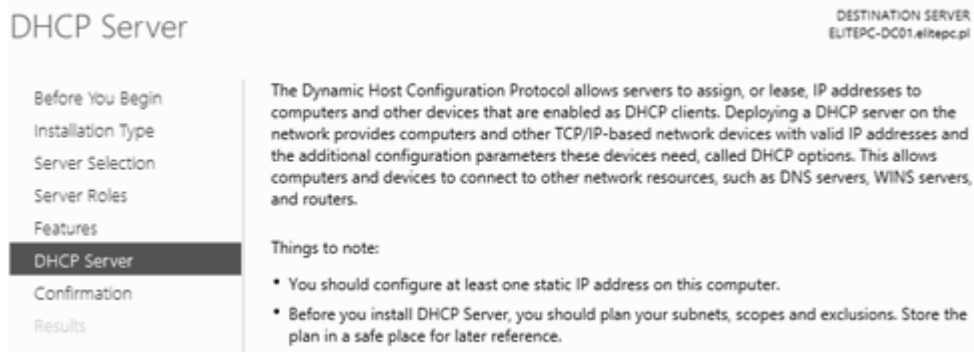 DHCP Server
DESTINATION SERVER
ELITEPC-DC01.elitepc.pl
Before You Begin
Installation Type
Server Selection
Server Roles
Features
DHCP Server
Confirmation
Results
The Dynamic Host Configuration Protocol allows servers to assign, or lease, IP addresses to
computers and other devices that are enabled as DHCP clients. Deploying a DHCP server on the
network provides computers and other TCP/IP-based network devices with valid IP addresses and
the additional configuration parameters these devices need, called DHCP options. This allows
computers and devices to connect to other network resources, such as DNS servers, WINS servers,
and routers.
Things to note:
• You should configure at least one static IP address on this computer.
• Before you install DHCP Server, you should plan your subnets, scopes and exclusions. Store the
plan in a safe place for later reference.